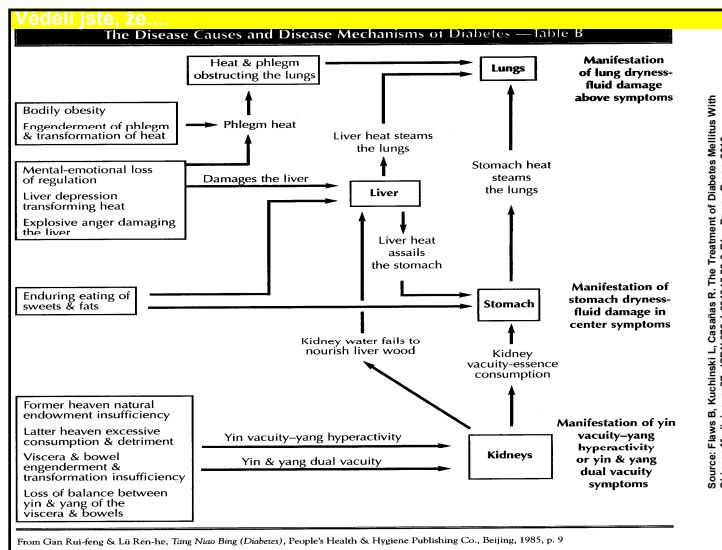 Věděli jste, že....
The Disease Causes and Disease Mechanisms of Diabetes —Table B
Heat & phlegm
obstructing the lungs
Lungs
Manifestation
of lung dryness-
fluid damage
above symptoms
Bodily obesity
Engenderment of phlegm
& transformation of heat
Phlegm heat
Liver heat steams
the lungs
Stomach heat
steams
the lungs
Mental-emotional loss
of regulation
Liver depression
transforming heat
Explosive anger damaging
the liver
Damages the liver
Liver
Liver heat
assails
the stomach
Enduring eating of
sweets & fats
Stomach
Manifestation of
stomach dryness-
fluid damage in
center symptoms
Kidney water fails to
nourish liver wood
Kidney
vacuity-essence
consumption
Former heaven natural
endowment insufficiency
Latter heaven excessive
consumption & detriment
Viscera & bowel
engenderment &
transformation insufficiency
Loss of balance between
yin & yang of the
viscera & bowels
Yin vacuity–yang hyperactivity
Yin & yang dual vacuity
Kidneys
Manifestation of yin
vacuity–yang
hyperactivity
or yin & yang
dual vacuity
symptoms
From Gan Rui-feng & Lü Ren-he, Tang Niao Bing (Diabetes), People's Health & Hygiene Publishing Co., Beijing, 1985, p. 9
Source: Flaws B, Kuchinski L, Casañas R. The Treatment of Diabetes Mellitus With